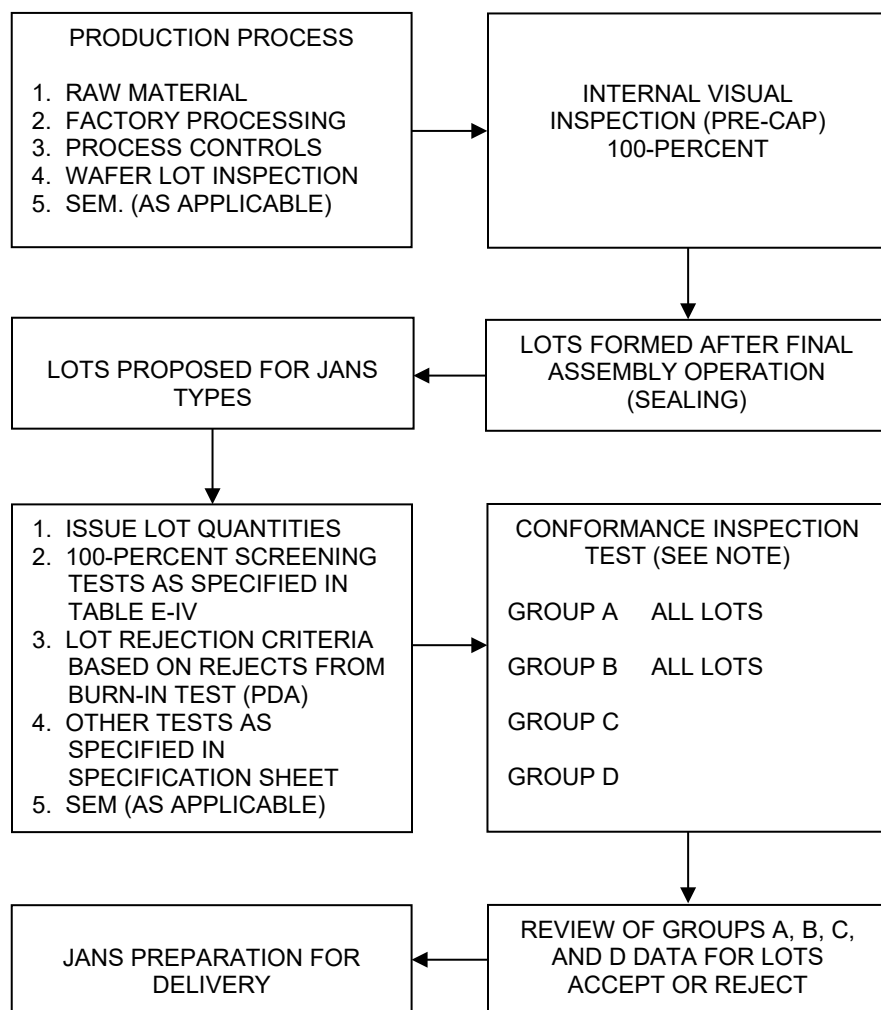 PRODUCTION PROCESS
1. RAW MATERIAL
2. FACTORY PROCESSING
3. PROCESS CONTROLS
4. WAFER LOT INSPECTION
5. SEM. (AS APPLICABLE)
INTERNAL VISUAL
INSPECTION (PRE-CAP)
100-PERCENT
LOTS FORMED AFTER FINAL
ASSEMBLY OPERATION
(SEALING)
LOTS PROPOSED FOR JANS
TYPES
1. ISSUE LOT QUANTITIES
2. 100-PERCENT SCREENING
TESTS AS SPECIFIED IN
TABLE E-IV
3. LOT REJECTION CRITERIA
BASED ON REJECTS FROM
BURN-IN TEST (PDA)
4. OTHER TESTS AS
SPECIFIED IN
SPECIFICATION SHEET
5. SEM (AS APPLICABLE)
CONFORMANCE INSPECTION
TEST (SEE NOTE)
GROUP A ALL LOTS
GROUP B ALL LOTS
GROUP C
GROUP D
REVIEW OF GROUPS A, B, C,
AND D DATA FOR LOTS
ACCEPT OR REJECT
JANS PREPARATION FOR
DELIVERY